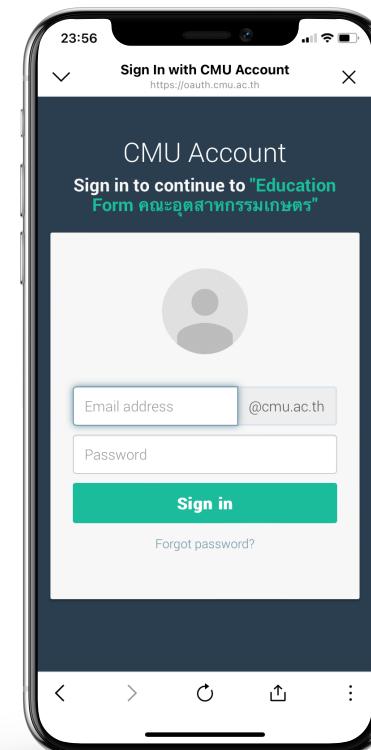 23:56
Sign In with CMU Account
https://oauth.cmu.ac.th
CMU Account
Sign in to continue to "Education
Form คณะอุตสาหกรรมเกษตร"
Email address
@cmu.ac.th
Password
Sign in
Forgot password?